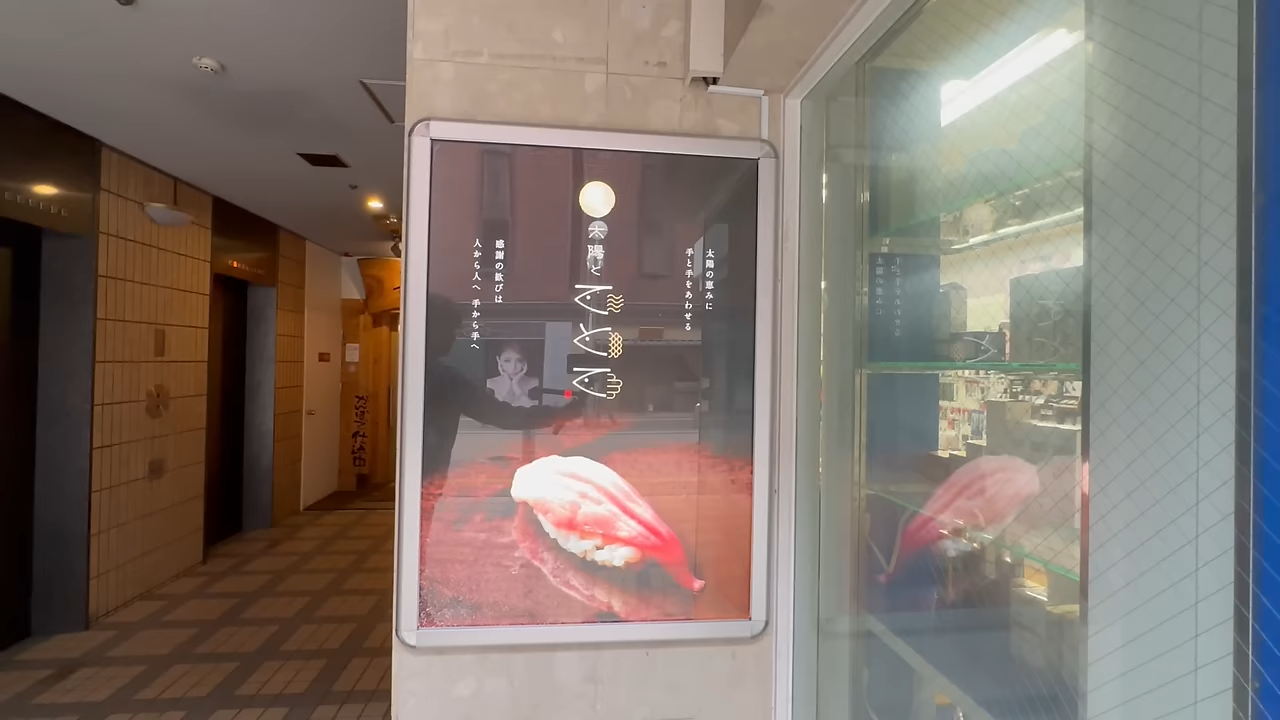 太陽の恵みに
手と手をあわせる
太陽と
感謝の歓びは
人から人へ 手から手へ